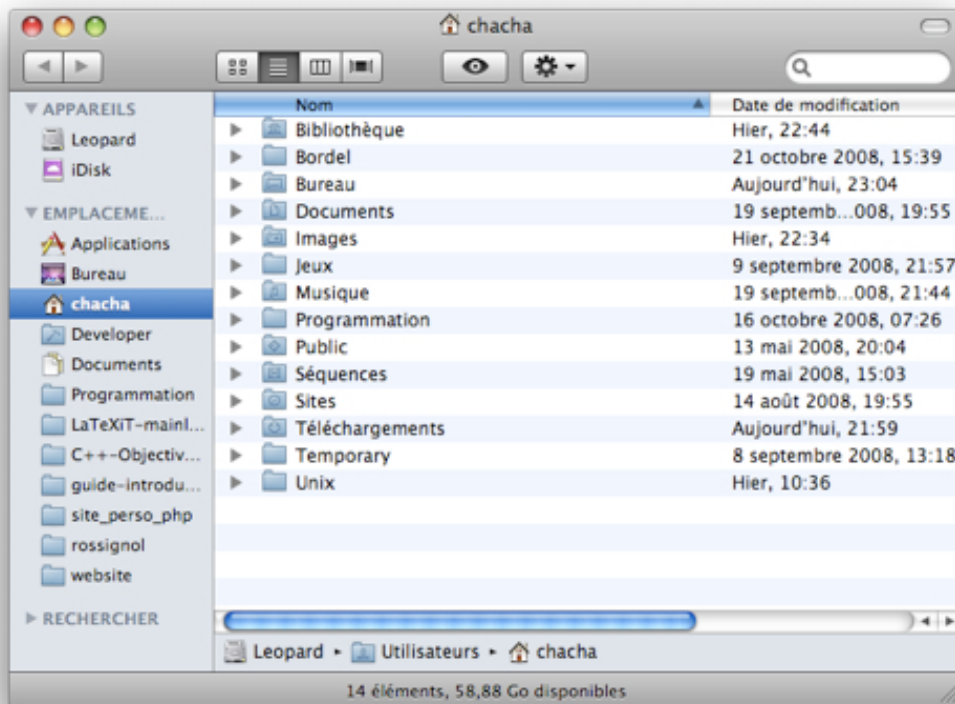 chacha
APPAREILS
Leopard
iDisk
EMPLACEME...
Applications
Bureau
chacha
Developer
Documents
Programmation
LaTeXiT-mainl...
C++-Objectiv...
guide-introdu...
site_perso_php
rossignol
website
RECHERCHER
Nom Date de modification
Bibliothèque Hier, 22:44
Bordel 21 octobre 2008, 15:39
Bureau Aujourd'hui, 23:04
Documents 19 septemb...008, 19:55
Images Hier, 22:34
Jeux 9 septembre 2008, 21:57
Musique 19 septemb...008, 21:44
Programmation 16 octobre 2008, 07:26
Public 13 mai 2008, 20:04
Séquences 19 mai 2008, 15:03
Sites 14 août 2008, 19:55
Téléchargements Aujourd'hui, 21:59
Temporary 8 septembre 2008, 13:18
Unix Hier, 10:36
Leopard ▸ Utilisateurs ▸ chacha
14 éléments, 58,88 Go disponibles